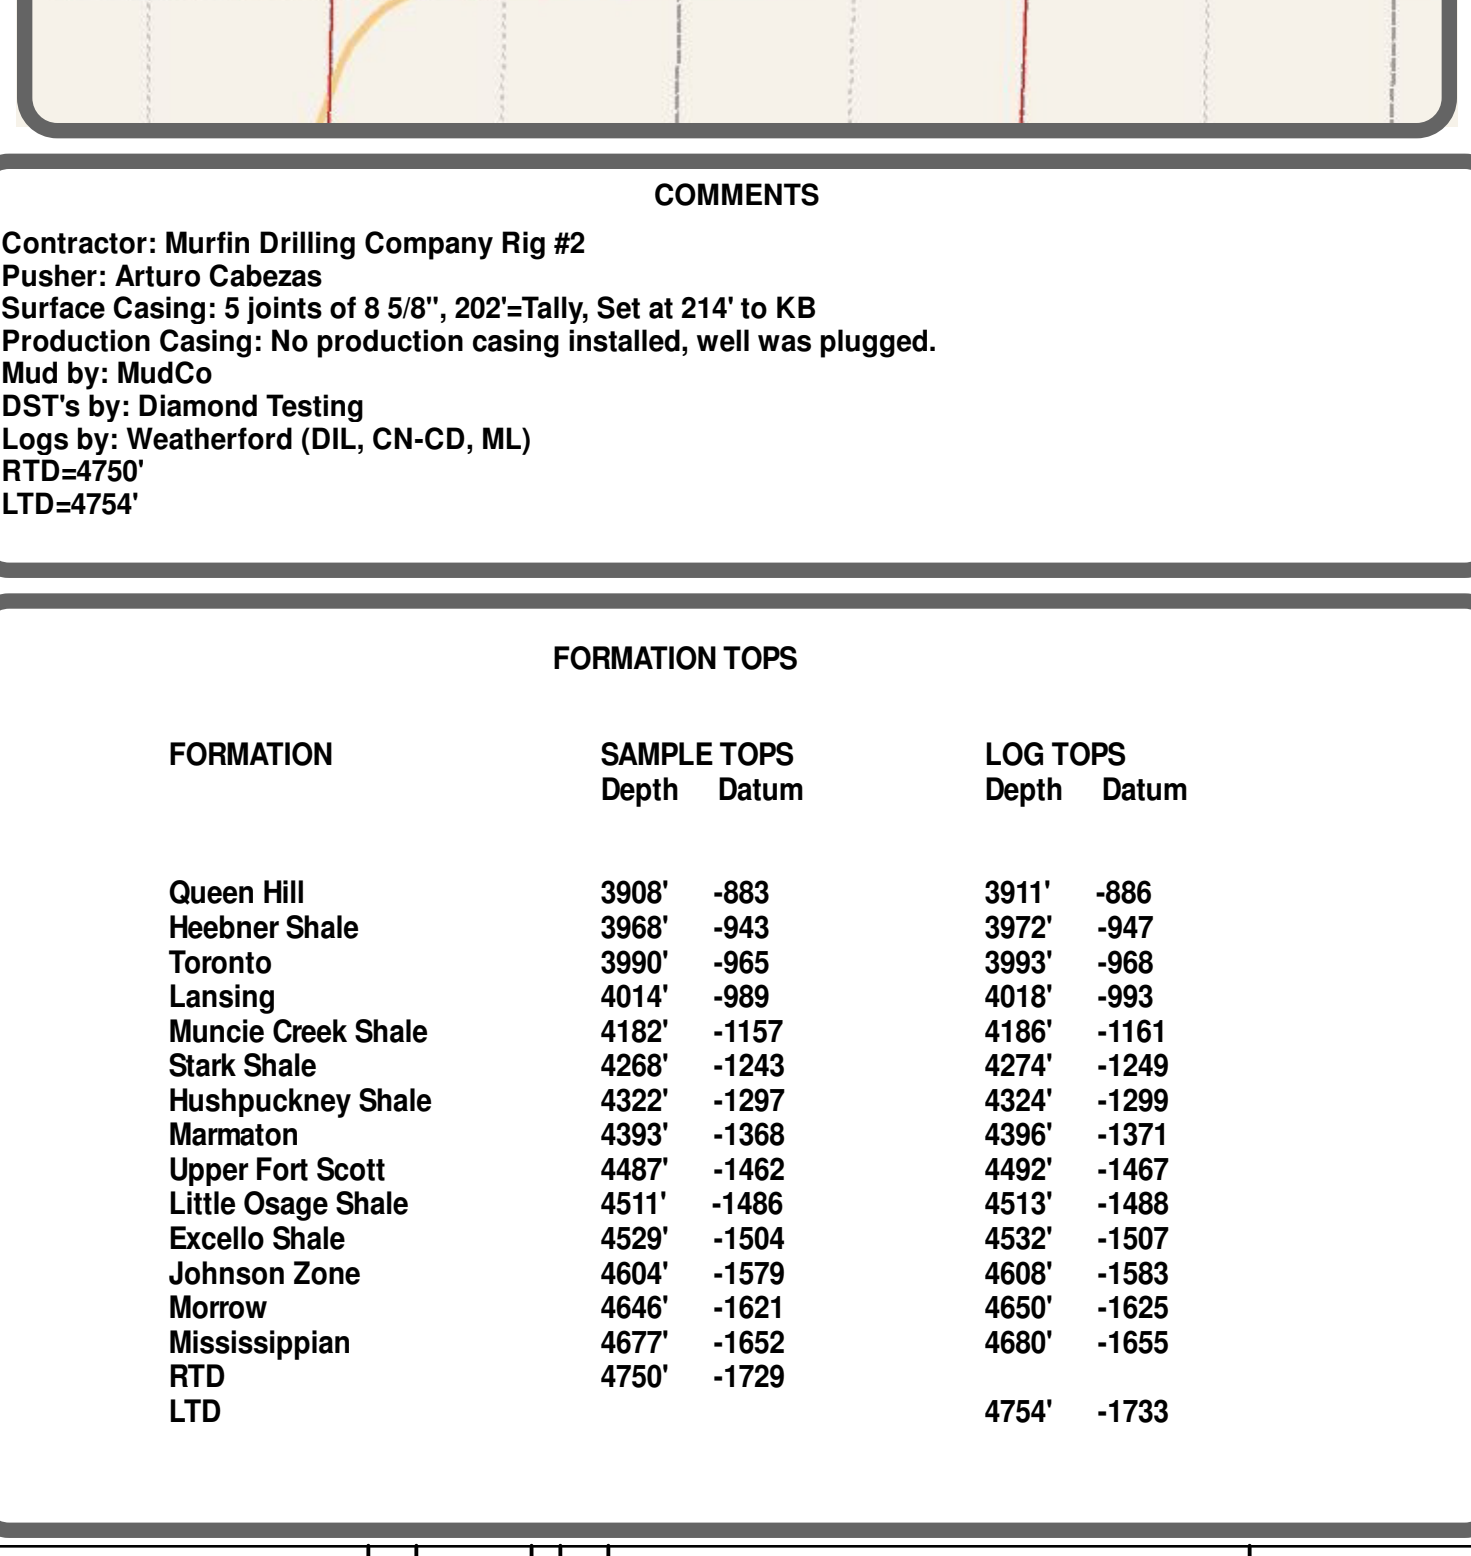 COMMENTS
Contractor: Murfin Drilling Company Rig #2
Pusher: Arturo Cabezas
Surface Casing: 5 joints of 8 5/8", 202'=Tally, Set at 214' to KB
Production Casing: No production casing installed, well was plugged.
Mud by: MudCo
DST's by: Diamond Testing
Logs by: Weatherford (DIL, CN-CD, ML)
RTD=4750'
LTD=4754'
FORMATION TOPS
FORMATION SAMPLE TOPS LOG TOPS
Depth Datum Depth Datum
Queen Hill 3908' -883 3911' -886
Heebner Shale 3968' -943 3972' -947
Toronto 3990' -965 3993' -968
Lansing 4014' -989 4018' -993
Muncie Creek Shale 4182' -1157 4186' -1161
Stark Shale 4268' -1243 4274' -1249
Hushpuckney Shale 4322' -1297 4324' -1299
Marmaton 4393' -1368 4396' -1371
Upper Fort Scott 4487' -1462 4492' -1467
Little Osage Shale 4511' -1486 4513' -1488
Excello Shale 4529' -1504 4532' -1507
Johnson Zone 4604' -1579 4608' -1583
Morrow 4646' -1621 4650' -1625
Mississippian 4677' -1652 4680' -1655
RTD 4750' -1729
LTD 4754' -1733